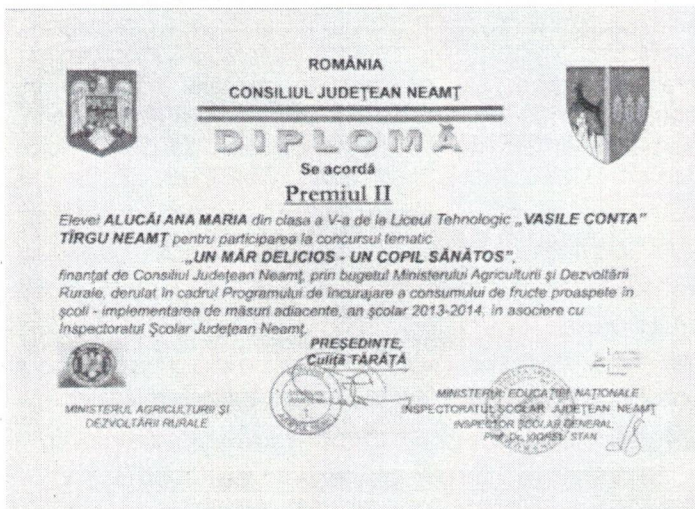 ROMÂNIA
CONSILIUL JUDEȚEAN NEAMȚ
DIPLOMĂ
Se acordă
Premiul II
Elevei ALUCĂI ANA MARIA din clasa a V-a de la Liceul Tehnologic „VASILE CONTA"
TÎRGU NEAMȚ pentru participarea la concursul tematic
„UN MĂR DELICIOS - UN COPIL SĂNĂTOS",
finanțat de Consiliul Județean Neamț, prin bugetul Ministerului Agriculturii și Dezvoltării
Rurale, derulat în cadrul Programului de încurajare a consumului de fructe proaspete în
școli - implementarea de măsuri adiacente, an școlar 2013-2014, în asociere cu
Inspectoratul Școlar Județean Neamț.
PREȘEDINTE,
Culiță TĂRÂȚĂ
MINISTERUL AGRICULTURII ȘI
DEZVOLTĂRII RURALE
MINISTERUL EDUCAȚIEI NAȚIONALE
INSPECTORATUL ȘCOLAR JUDEȚEAN NEAMȚ
INSPECTOR ȘCOLAR GENERAL
Prof. Dr. VIOREL STAN